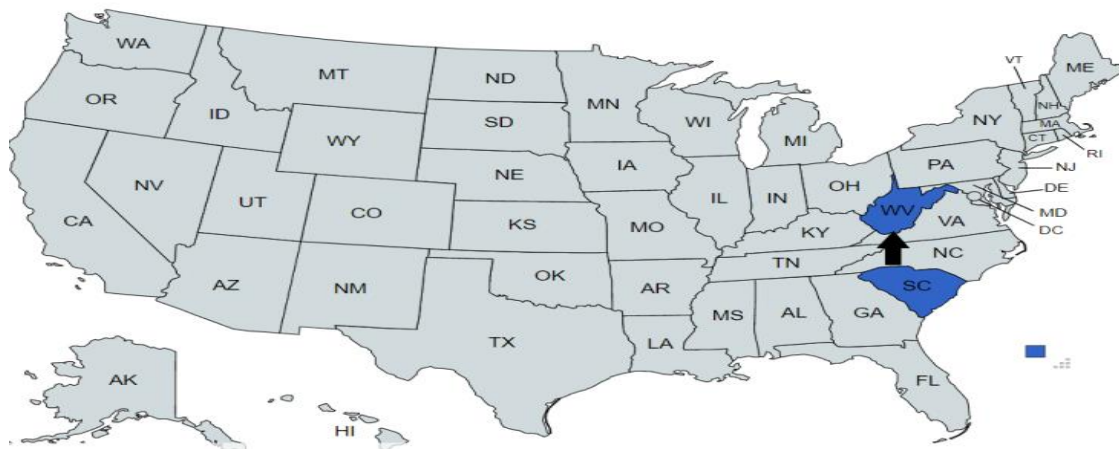 WA
MT
ND
MN
VT
ME
OR
ID
SD
WI
MI
NY
NH
MA
CT
RI
WY
IA
PA
NJ
NE
NV
UT
CO
IL
IN
OH
WV
DE
MD
DC
VA
CA
KS
MO
KY
NC
TN
AZ
NM
OK
AR
SC
MS
AL
GA
TX
LA
FL
AK
HI